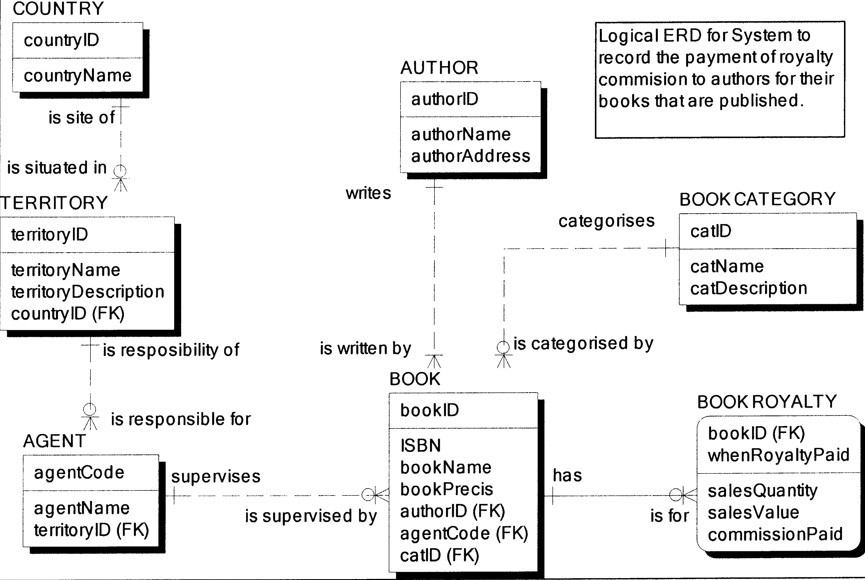 COUNTRY
countryID
countryName
is site of
is situated in
TERRITORY
territoryID
territoryName
territoryDescription
countryID (FK)
is resposibility of
is responsible for
AGENT
agentCode
agentName
territoryID (FK)
supervises
is supervised by
AUTHOR
authorID
authorName
authorAddress
writes
is written by
BOOK
bookID
ISBN
bookName
bookPrecis
authorID (FK)
agentCode (FK)
catID (FK)
Logical ERD for System to
record the payment of royalty
commision to authors for their
books that are published.
BOOK CATEGORY
catID
catName
catDescription
categorises
is categorised by
BOOK ROYALTY
bookID (FK)
whenRoyaltyPaid
salesQuantity
salesValue
commissionPaid
has
is for